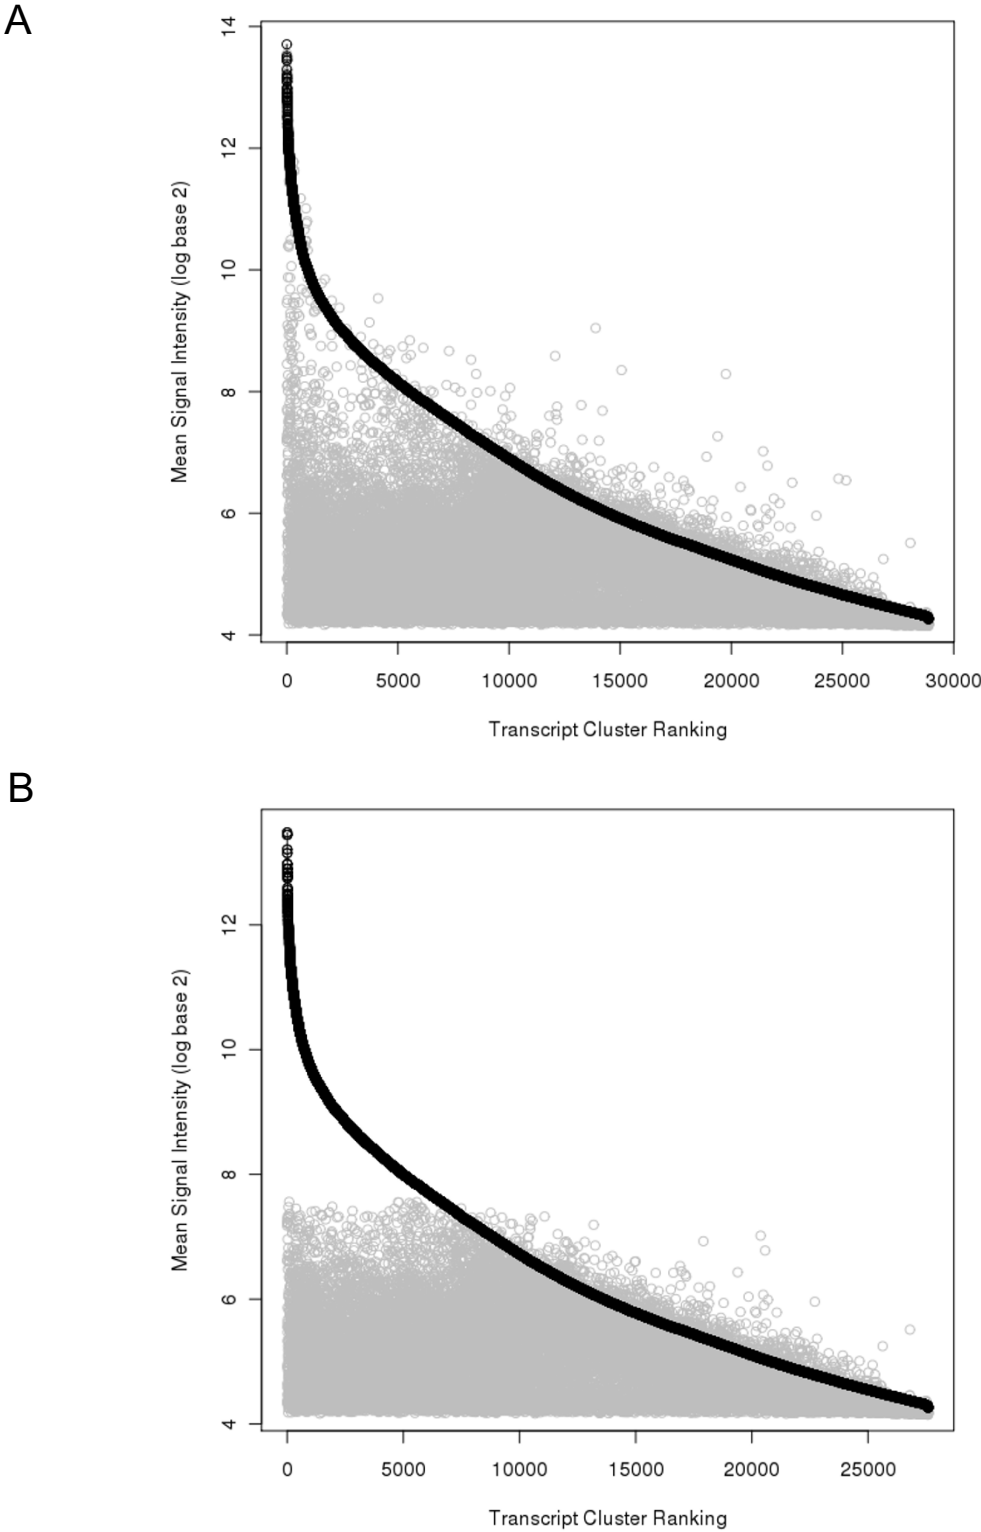 A
Mean Signal Intensity (log base 2)
14
12
10
8
6
4
0 5000 10000 15000 20000 25000 30000
Transcript Cluster Ranking
B
Mean Signal Intensity (log base 2)
12
10
8
6
4
0 5000 10000 15000 20000 25000
Transcript Cluster Ranking